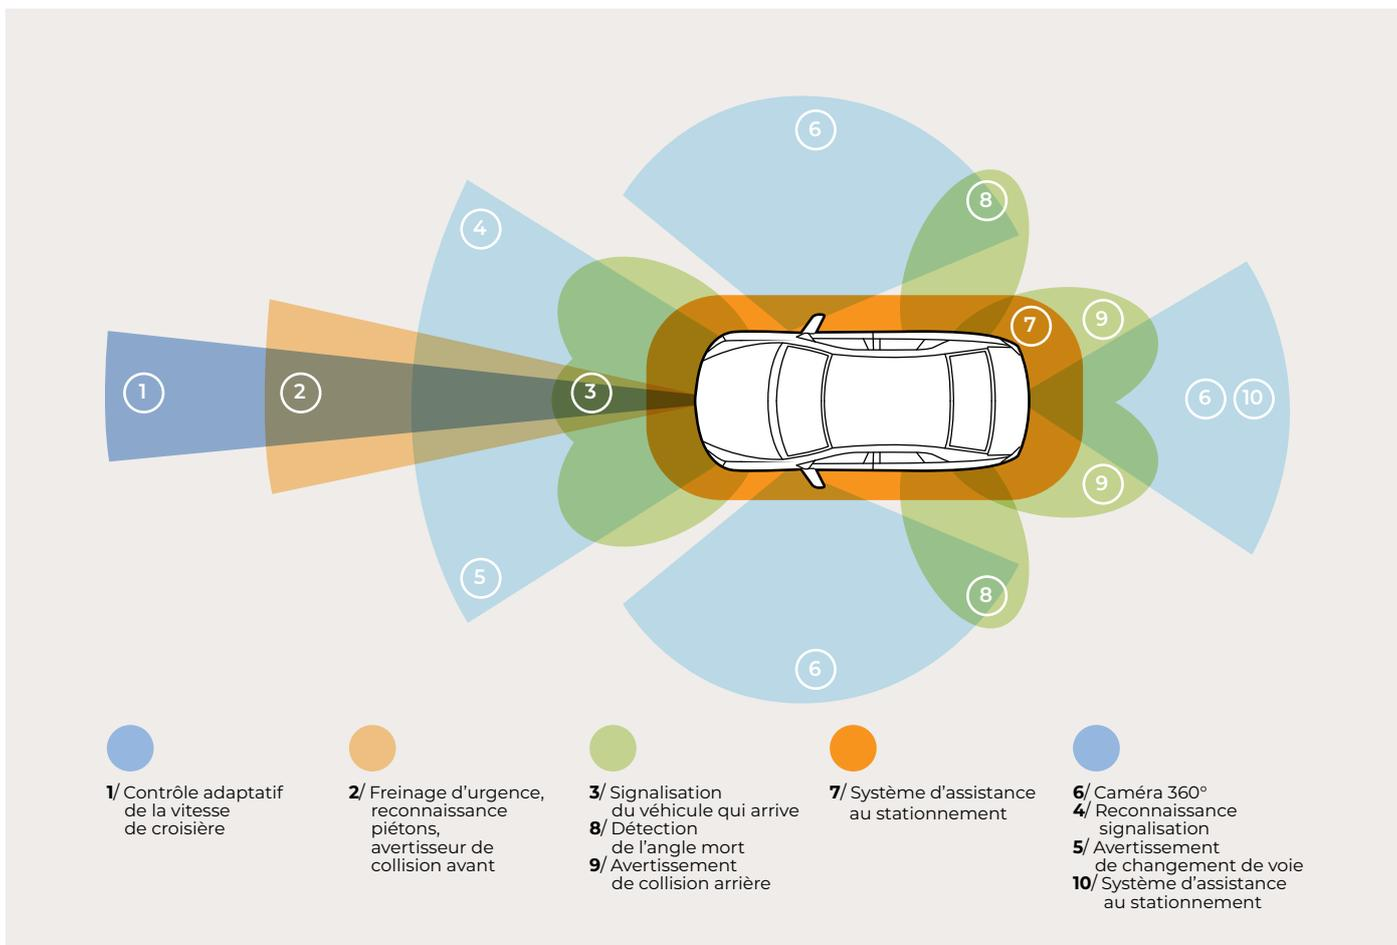 6
8
4
7
9
1
2
3
6
10
9
5
8
6
1/ Contrôle adaptatif
de la vitesse
de croisière
2/ Freinage d'urgence,
reconnaissance
piétons,
avertisseur de
collision avant
3/ Signalisation
du véhicule qui arrive
8/ Détection
de l'angle mort
9/ Avertissement
de collision arrière
7/ Système d'assistance
au stationnement
6/ Caméra 360°
4/ Reconnaissance
signalisation
5/ Avertissement
de changement de voie
10/ Système d'assistance
au stationnement